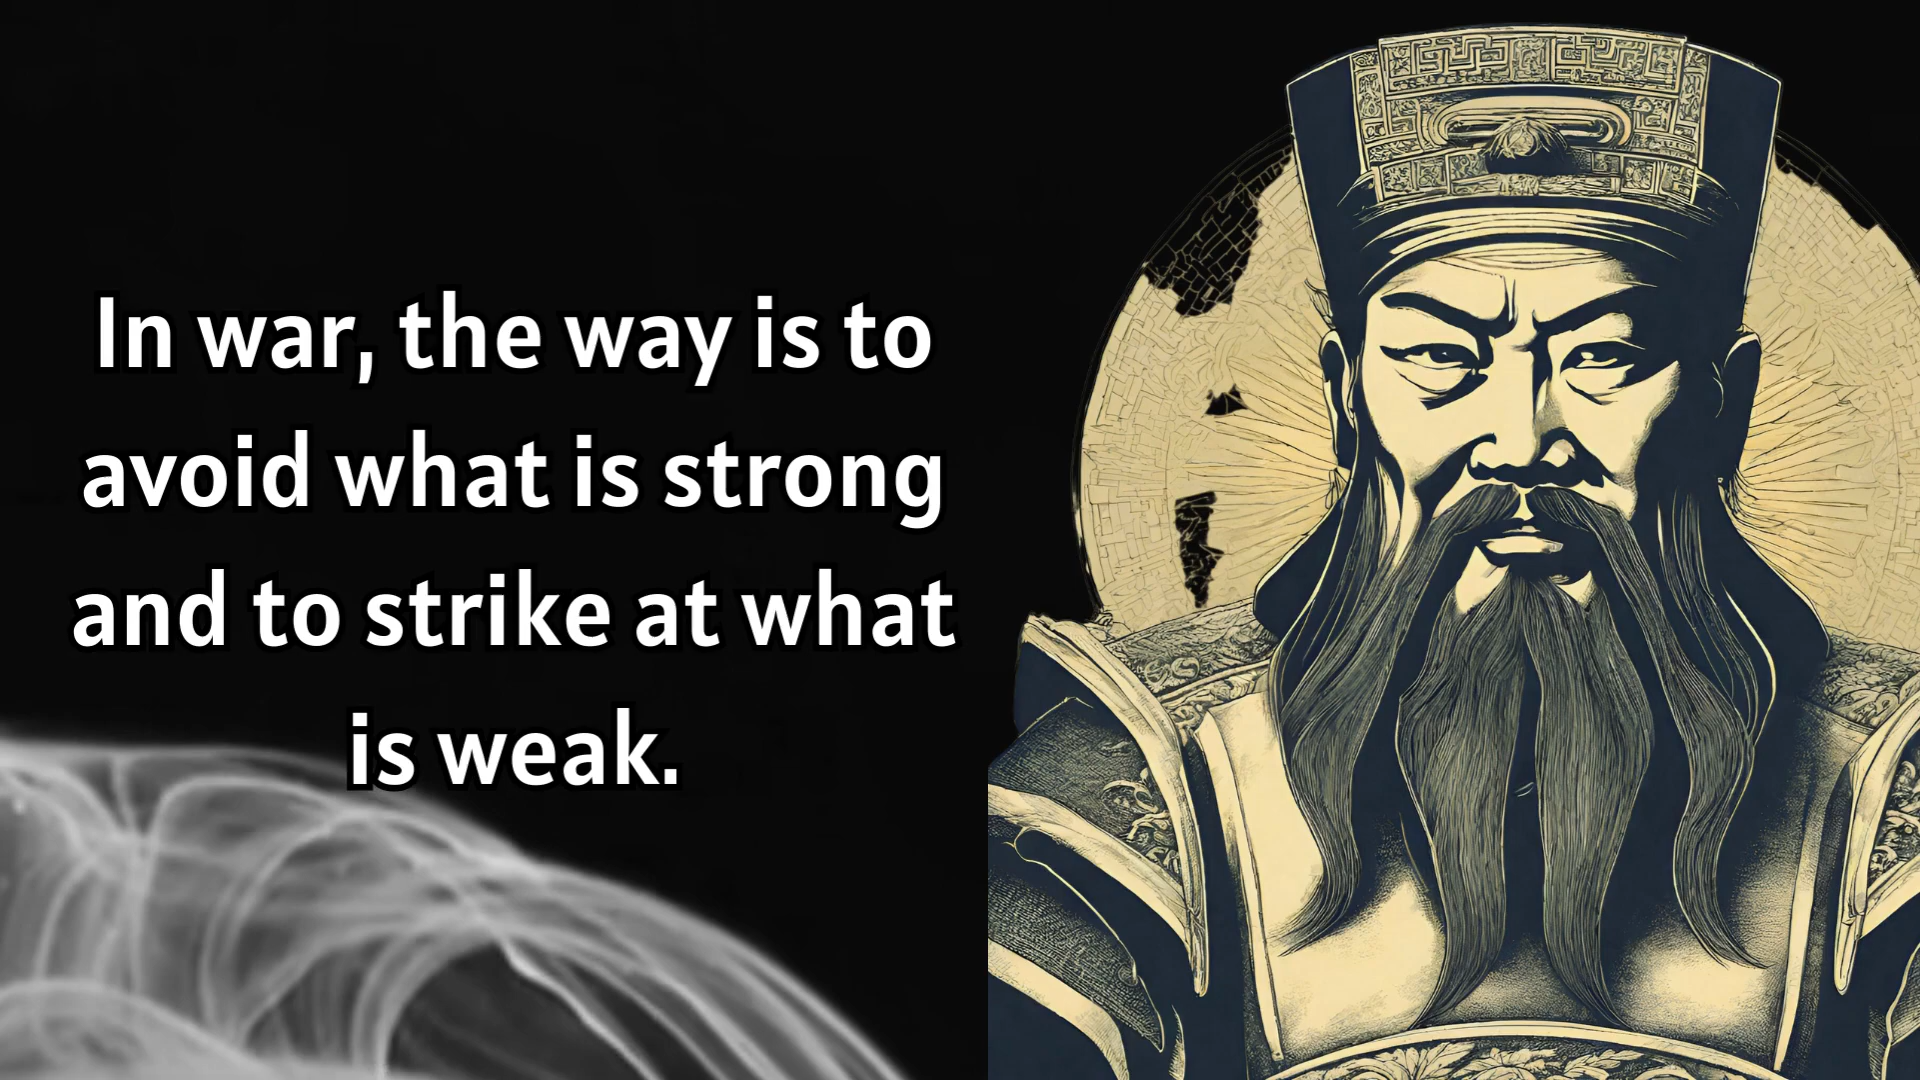 In war, the way is to
avoid what is strong
and to strike at what
is weak.